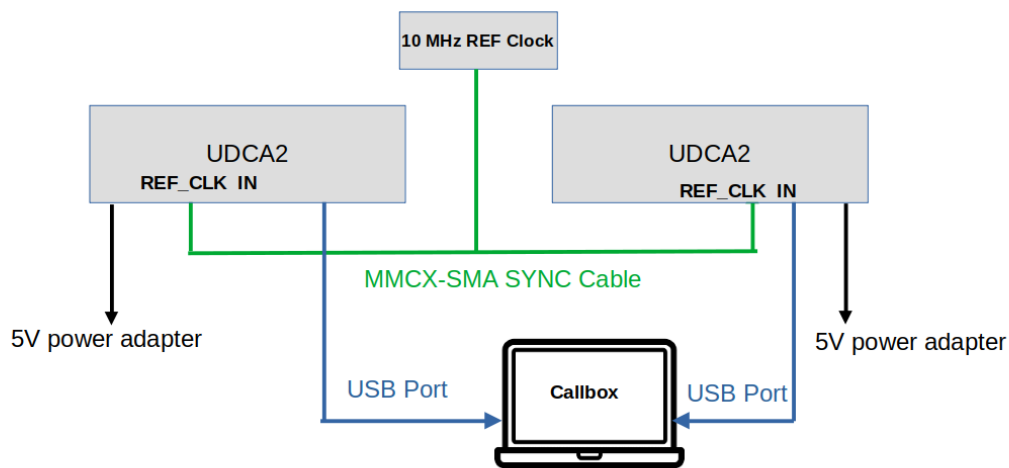 10 MHz REF Clock
UDCA2
REF_CLK IN
UDCA2
REF_CLK IN
MMCX-SMA SYNC Cable
5V power adapter
5V power adapter
USB Port
Callbox
USB Port